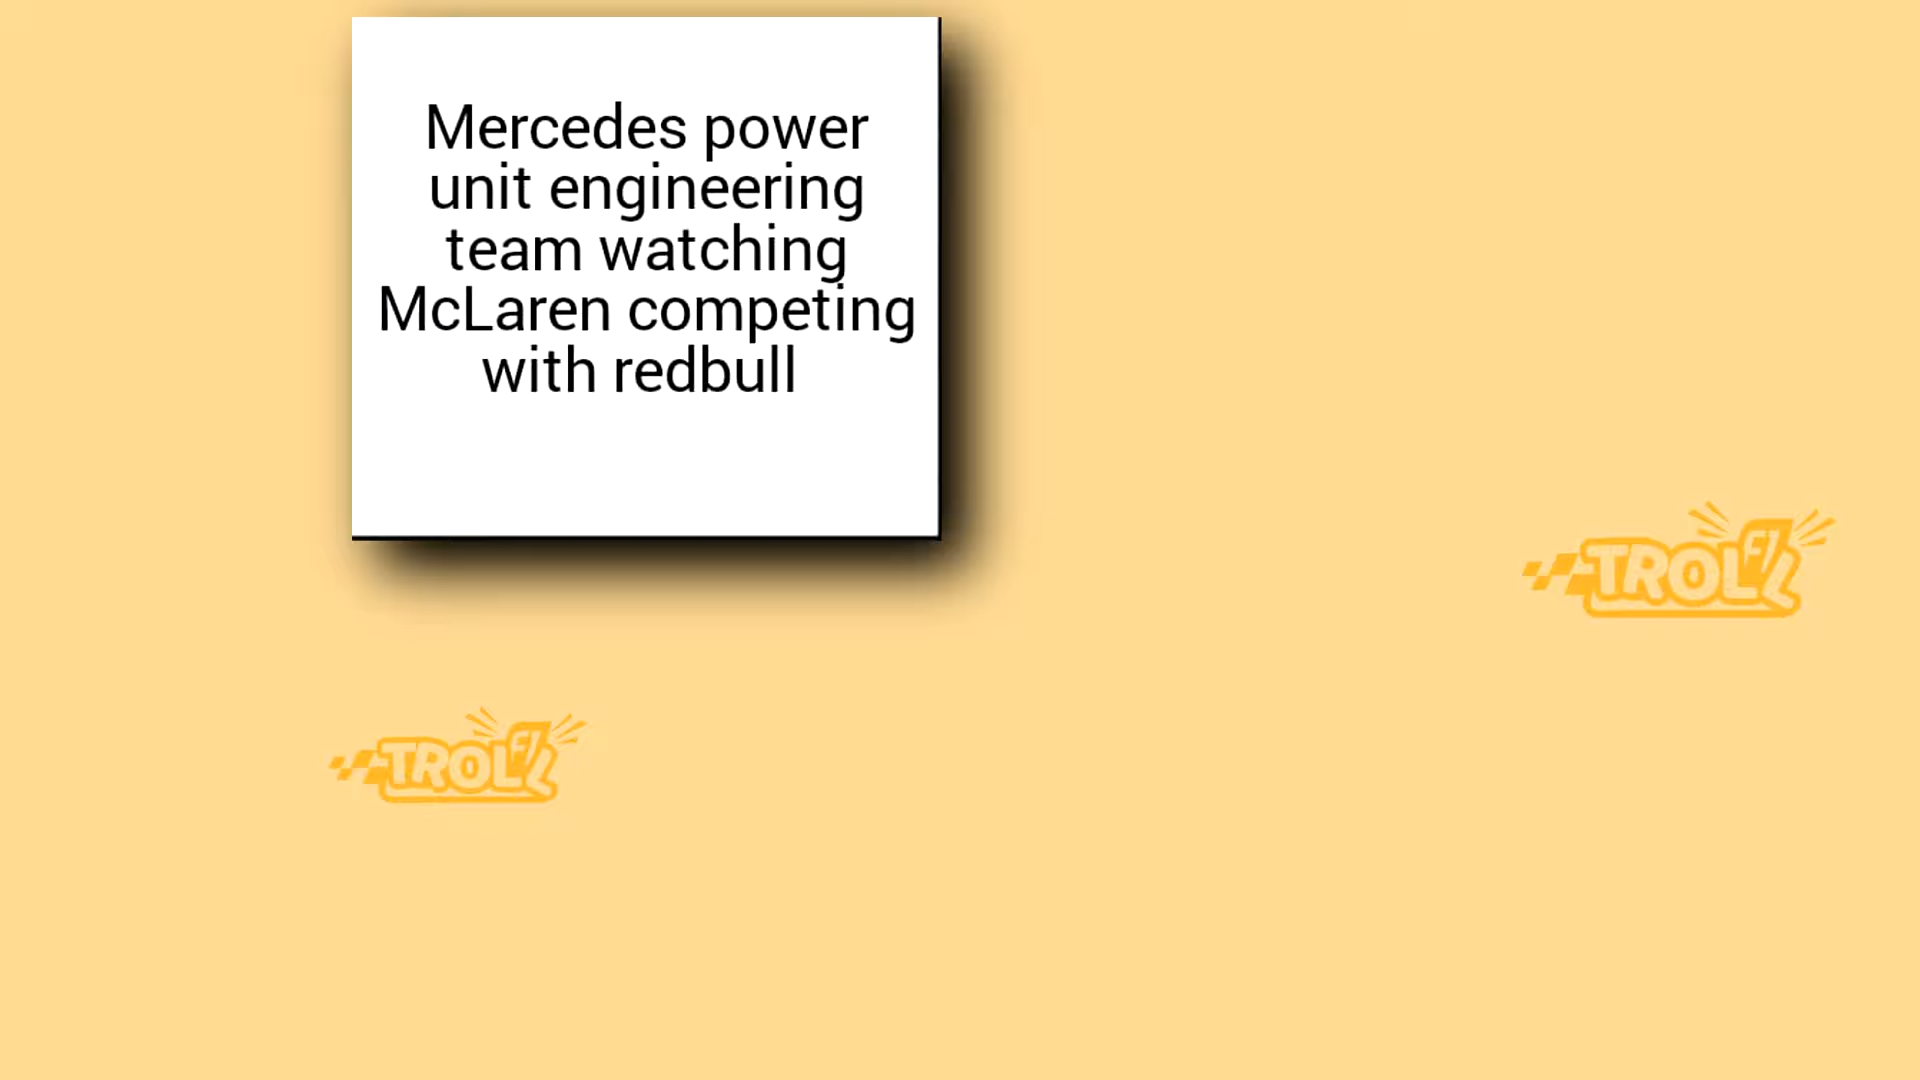 Mercedes power
unit engineering
team watching
McLaren competing
with redbull
TROLL F1
TROLL F1